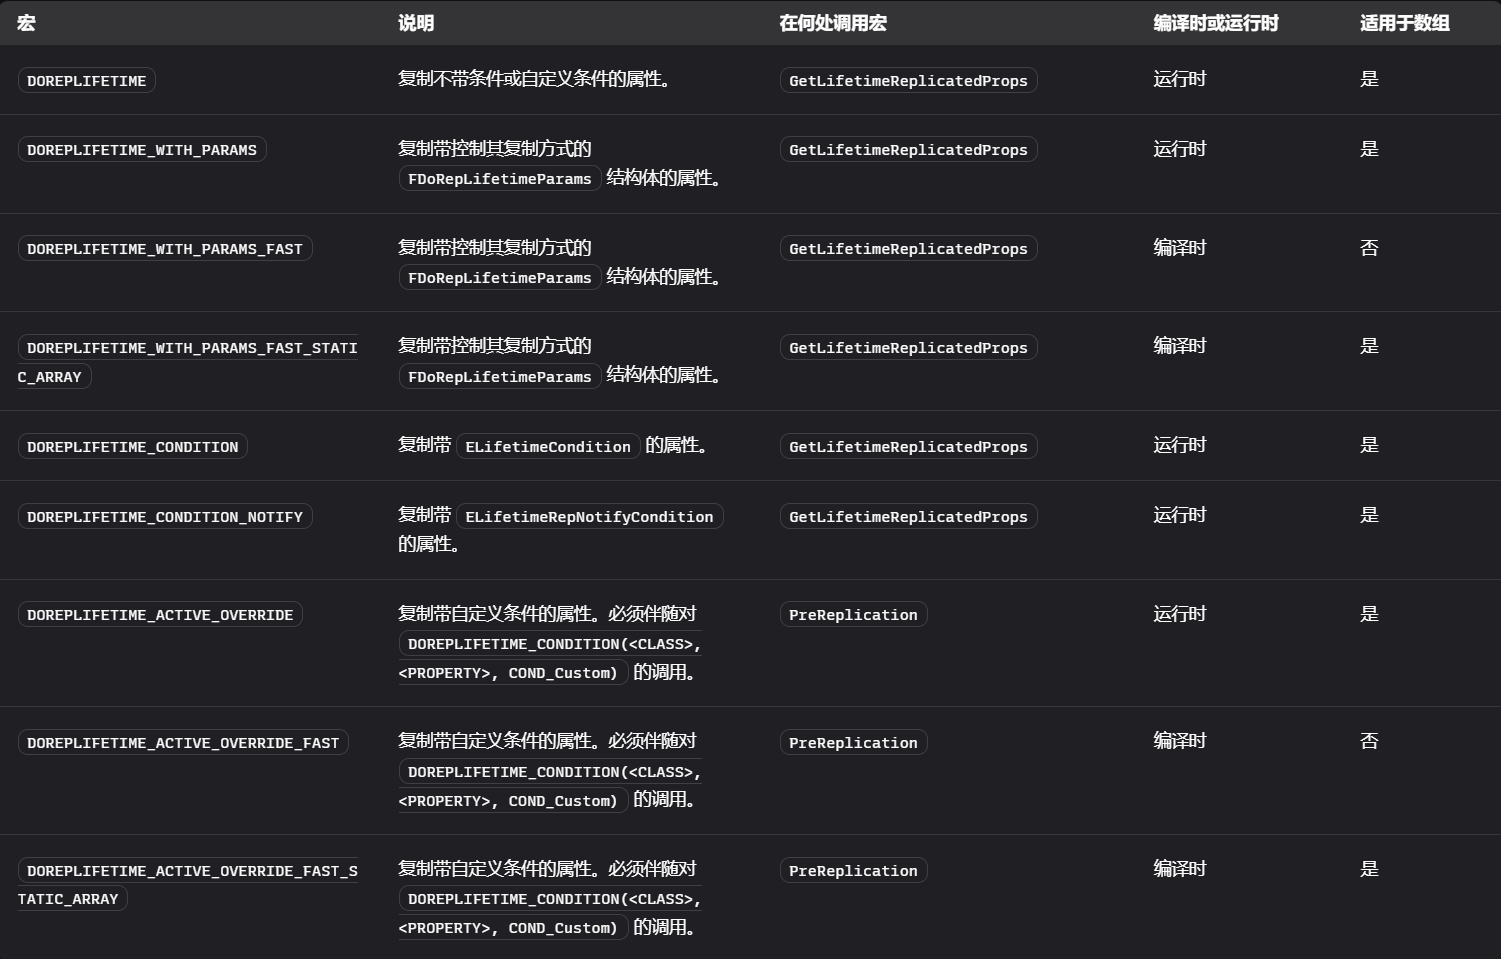 宏 说明 在何处调用宏 编译时或运行时 适用于数组
DOREPLIFETIME 复制不带条件或自定义条件的属性。 GetLifetimeReplicatedProps 运行时 是
DOREPLIFETIME_WITH_PARAMS 复制带控制其复制方式的 GetLifetimeReplicatedProps 运行时 是
FDoRepLifetimeParams 结构体的属性。
DOREPLIFETIME_WITH_PARAMS_FAST 复制带控制其复制方式的 GetLifetimeReplicatedProps 编译时 否
FDoRepLifetimeParams 结构体的属性。
DOREPLIFETIME_WITH_PARAMS_FAST_STATI 复制带控制其复制方式的 GetLifetimeReplicatedProps 编译时 是
C_ARRAY FDoRepLifetimeParams 结构体的属性。
DOREPLIFETIME_CONDITION 复制带 ELifetimeCondition 的属性。 GetLifetimeReplicatedProps 运行时 是
DOREPLIFETIME_CONDITION_NOTIFY 复制带 ELifetimeRepNotifyCondition GetLifetimeReplicatedProps 运行时 是
的属性。
DOREPLIFETIME_ACTIVE_OVERRIDE 复制带自定义条件的属性。必须伴随对 PreReplication 运行时 是
DOREPLIFETIME_CONDITION(<CLASS>,
<PROPERTY>, COND_Custom) 的调用。
DOREPLIFETIME_ACTIVE_OVERRIDE_FAST 复制带自定义条件的属性。必须伴随对 PreReplication 编译时 否
DOREPLIFETIME_CONDITION(<CLASS>,
<PROPERTY>, COND_Custom) 的调用。
DOREPLIFETIME_ACTIVE_OVERRIDE_FAST_S 复制带自定义条件的属性。必须伴随对 PreReplication 编译时 是
TATIC_ARRAY DOREPLIFETIME_CONDITION(<CLASS>,
<PROPERTY>, COND_Custom) 的调用。